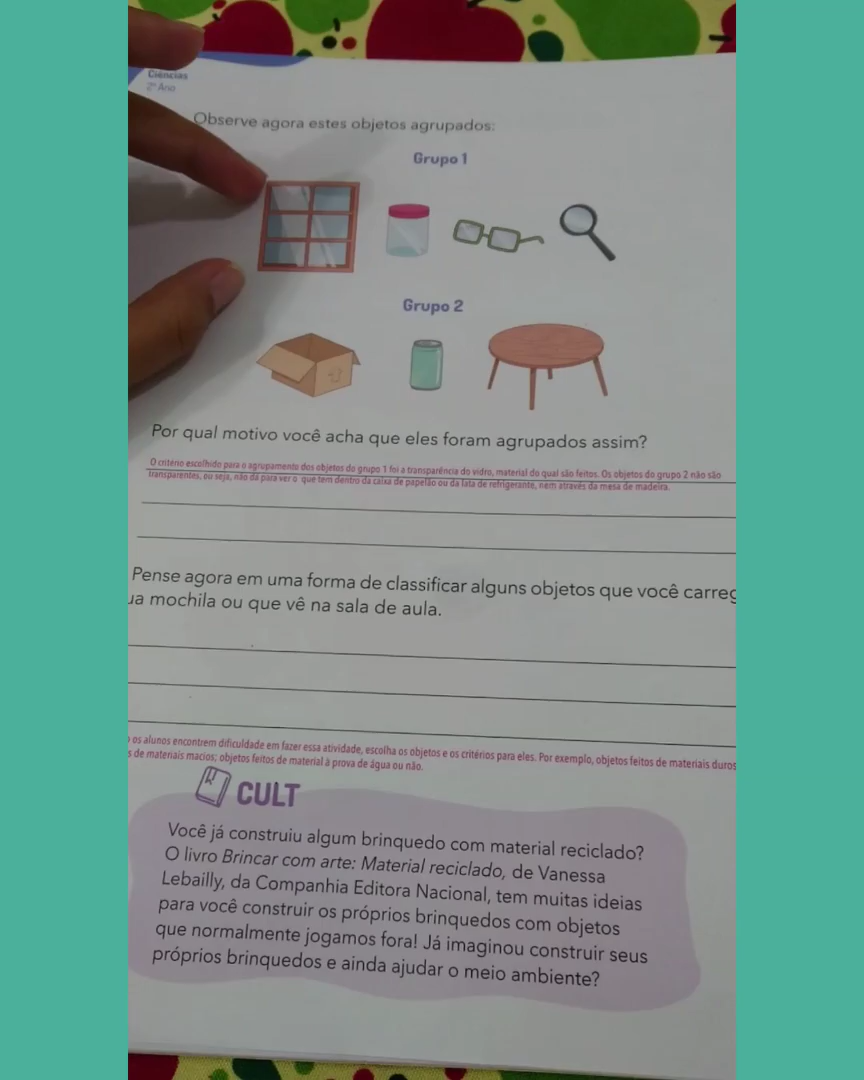 Ciências
2º Ano
Observe agora estes objetos agrupados:
Grupo 1
Grupo 2
Por qual motivo você acha que eles foram agrupados assim?
O critério escolhido para o agrupamento dos objetos do grupo 1 foi a transparência do vidro, material do qual são feitos. Os objetos do grupo 2 não são
transparentes, ou seja, não dá para ver o que tem dentro da caixa de papelão ou da lata de refrigerante, nem através da mesa de madeira.
Pense agora em uma forma de classificar alguns objetos que você carreg
ua mochila ou que vê na sala de aula.
os alunos encontrem dificuldade em fazer essa atividade, escolha os objetos e os critérios para eles. Por exemplo, objetos feitos de materiais duros
s de materiais macios; objetos feitos de material à prova de água ou não.
CULT
Você já construiu algum brinquedo com material reciclado?
O livro Brincar com arte: Material reciclado, de Vanessa
Lebailly, da Companhia Editora Nacional, tem muitas ideias
para você construir os próprios brinquedos com objetos
que normalmente jogamos fora! Já imaginou construir seus
próprios brinquedos e ainda ajudar o meio ambiente?